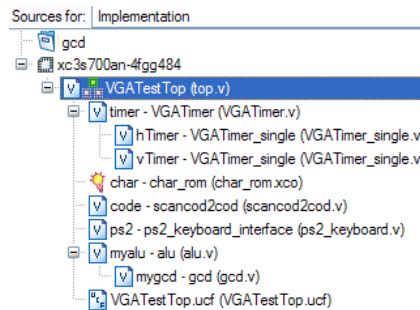 Sources for: Implementation
gcd
xc3s700an-4fgg484
VGATestTop (top.v)
timer - VGATimer (VGATimer.v)
hTimer - VGATimer_single (VGATimer_single.v
vTimer - VGATimer_single (VGATimer_single.v
char - char_rom (char_rom.xco)
code - scancod2cod (scancod2cod.v)
ps2 - ps2_keyboard_interface (ps2_keyboard.v)
myalu - alu (alu.v)
mygcd - gcd (gcd.v)
VGATestTop.ucf (VGATestTop.ucf)